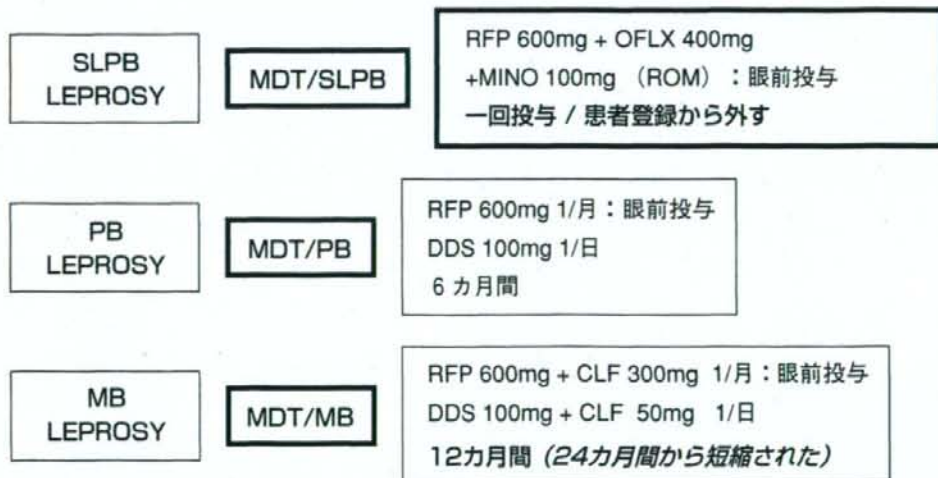 SLPB
LEPROSY
MDT/SLPB
RFP 600mg + OFLX 400mg
+MINO 100mg （ROM）：眼前投与
一回投与 / 患者登録から外す
PB
LEPROSY
MDT/PB
RFP 600mg 1/月：眼前投与
DDS 100mg 1/日
6 カ月間
MB
LEPROSY
MDT/MB
RFP 600mg + CLF 300mg 1/月：眼前投与
DDS 100mg + CLF 50mg 1/日
12カ月間（24カ月間から短縮された）